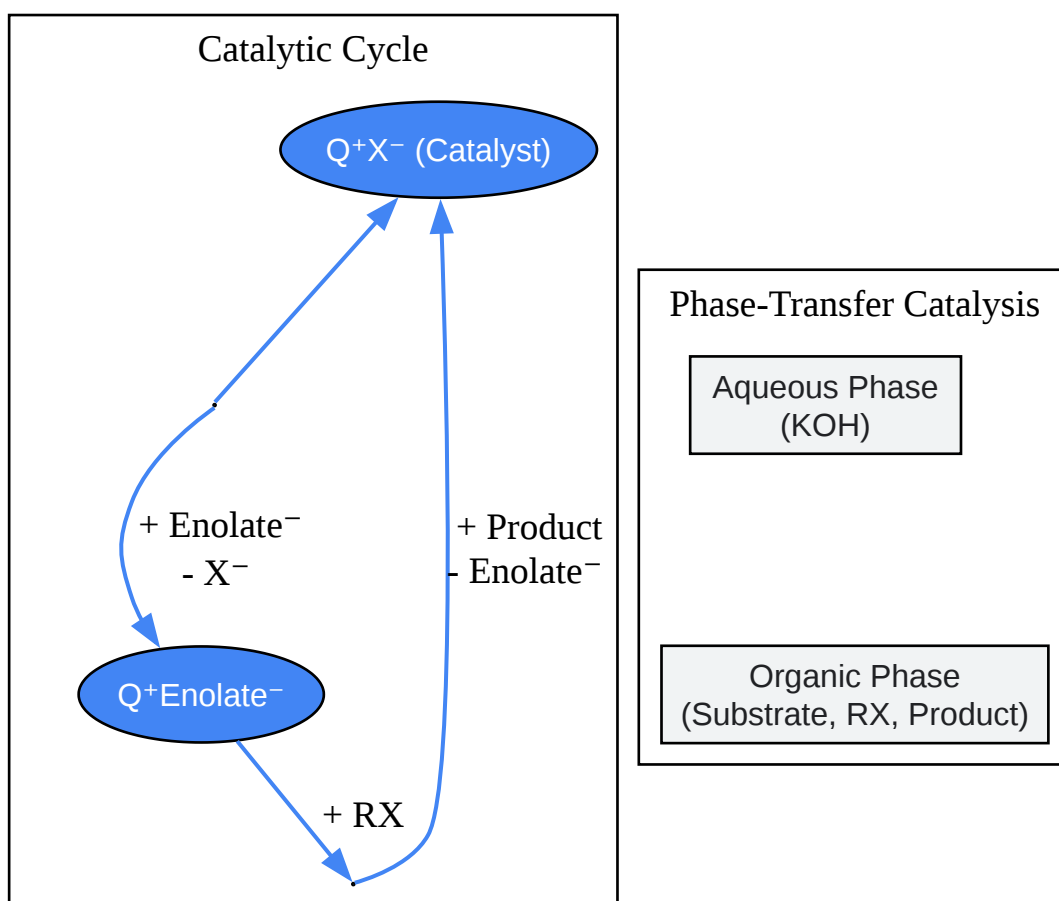 Catalytic Cycle
Q⁺X⁻ (Catalyst)
+ Enolate⁻
- X⁻
+ Product
- Enolate⁻
Q⁺Enolate⁻
+ RX
Phase-Transfer Catalysis
Aqueous Phase
(KOH)
Organic Phase
(Substrate, RX, Product)